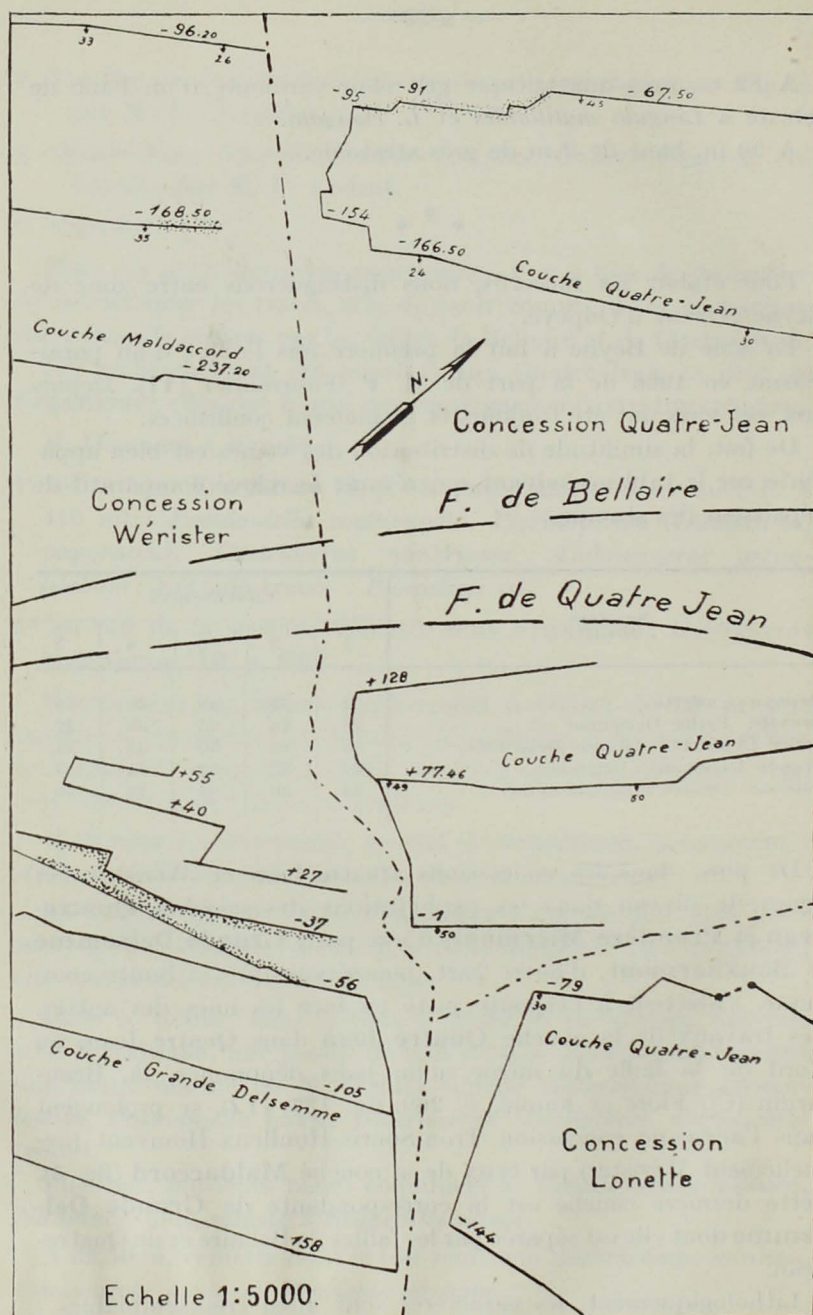 - 96.20
33
26
-95
-91
45
- 67.50
- 168.50
35
-154
- 166.50
24
Couche Quatre-Jean
30
Couche Maldaccord
- 237.20
N.
Concession Quatre-Jean
Concession
Wérister
F. de Bellaire
F. de Quatre Jean
+128
Couche Quatre-Jean
+77.46
49
50
+55
+40
+27
-37
-1
50
-56
-79
30
Couche Quatre-Jean
Couche Grande Delsemme
-105
Concession
Lonette
-144
-158
Echelle 1:5000.